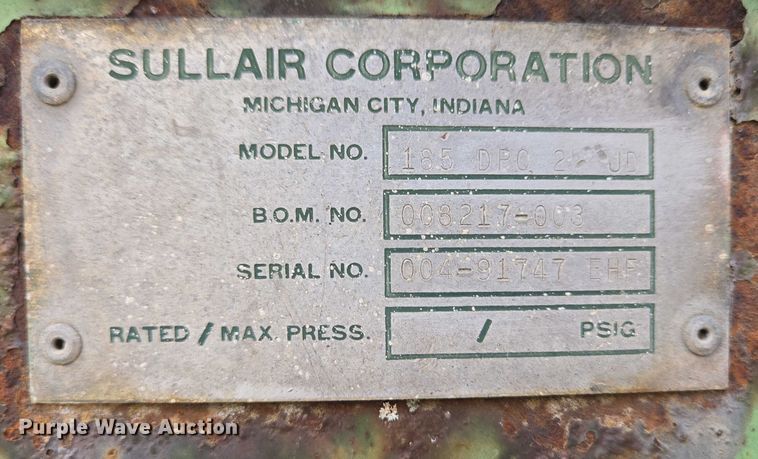 SULLAIR CORPORATION
MICHIGAN CITY, INDIANA
MODEL NO. 185 DPQ JD
B.O.M. NO. 008217-003
SERIAL NO. 004-91747 EHF
RATED / MAX. PRESS. / PSIG
Purple Wave Auction